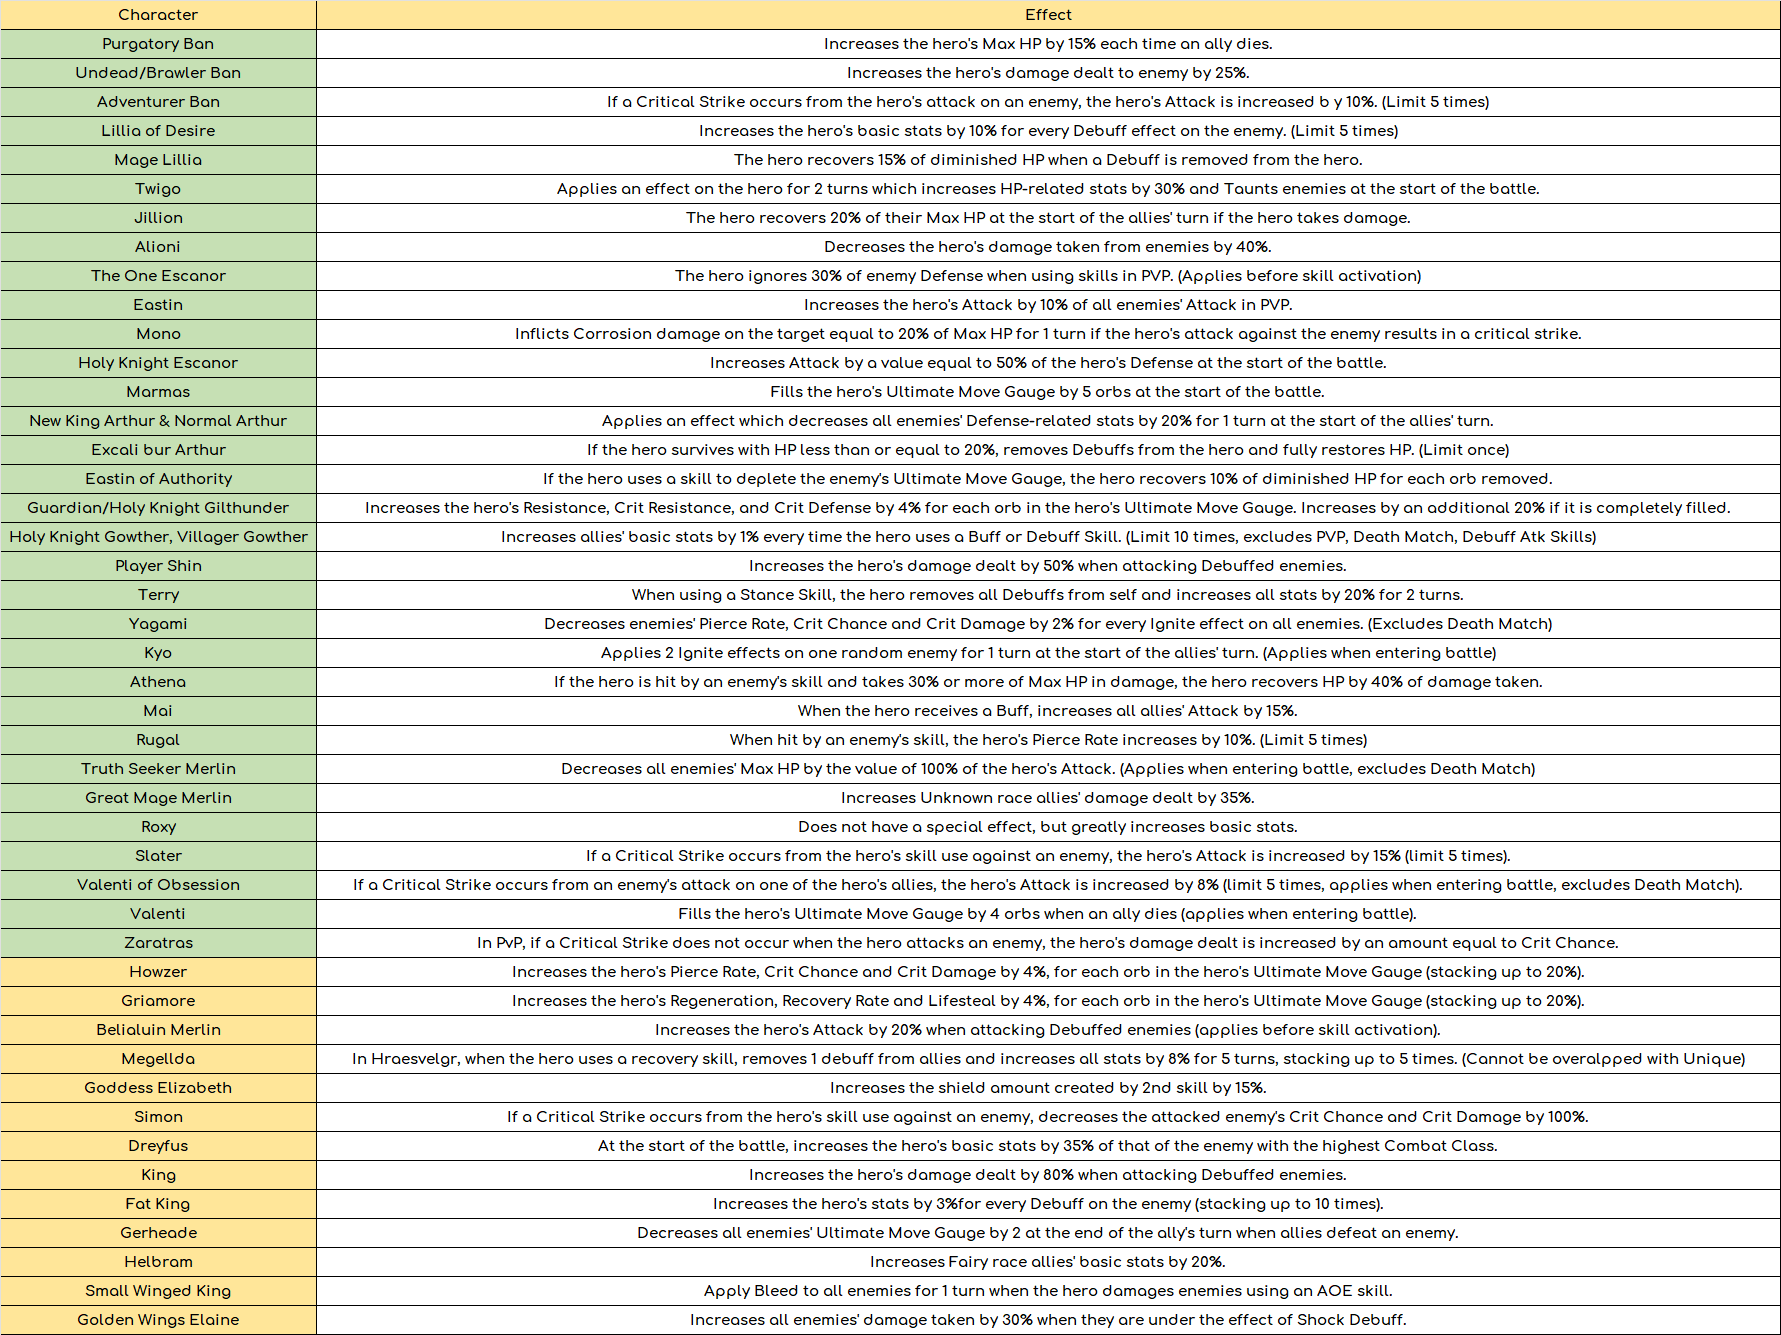 Character Effect
Purgatory Ban Increases the hero's Max HP by 15% each time an ally dies.
Undead/Brawler Ban Increases the hero's damage dealt to enemy by 25%.
Adventurer Ban If a Critical Strike occurs from the hero's attack on an enemy, the hero's Attack is increased b y 10%. (Limit 5 times)
Lillia of Desire Increases the hero's basic stats by 10% for every Debuff effect on the enemy. (Limit 5 times)
Mage Lillia The hero recovers 15% of diminished HP when a Debuff is removed from the hero.
Twigo Applies an effect on the hero for 2 turns which increases HP-related stats by 30% and Taunts enemies at the start of the battle.
Jillion The hero recovers 20% of their Max HP at the start of the allies' turn if the hero takes damage.
Alioni Decreases the hero's damage taken from enemies by 40%.
The One Escanor The hero ignores 30% of enemy Defense when using skills in PVP. (Applies before skill activation)
Eastin Increases the hero's Attack by 10% of all enemies' Attack in PVP.
Mono Inflicts Corrosion damage on the target equal to 20% of Max HP for 1 turn if the hero's attack against the enemy results in a critical strike.
Holy Knight Escanor Increases Attack by a value equal to 50% of the hero's Defense at the start of the battle.
Marmas Fills the hero's Ultimate Move Gauge by 5 orbs at the start of the battle.
New King Arthur & Normal Arthur Applies an effect which decreases all enemies' Defense-related stats by 20% for 1 turn at the start of the allies' turn.
Excali bur Arthur If the hero survives with HP less than or equal to 20%, removes Debuffs from the hero and fully restores HP. (Limit once)
Eastin of Authority If the hero uses a skill to deplete the enemy's Ultimate Move Gauge, the hero recovers 10% of diminished HP for each orb removed.
Guardian/Holy Knight Gilthunder Increases the hero's Resistance, Crit Resistance, and Crit Defense by 4% for each orb in the hero's Ultimate Move Gauge. Increases by an additional 20% if it is completely filled.
Holy Knight Gowther, Villager Gowther Increases allies' basic stats by 1% every time the hero uses a Buff or Debuff Skill. (Limit 10 times, excludes PVP, Death Match, Debuff Atk Skills)
Player Shin Increases the hero's damage dealt by 50% when attacking Debuffed enemies.
Terry When using a Stance Skill, the hero removes all Debuffs from self and increases all stats by 20% for 2 turns.
Yagami Decreases enemies' Pierce Rate, Crit Chance and Crit Damage by 2% for every Ignite effect on all enemies. (Excludes Death Match)
Kyo Applies 2 Ignite effects on one random enemy for 1 turn at the start of the allies' turn. (Applies when entering battle)
Athena If the hero is hit by an enemy's skill and takes 30% or more of Max HP in damage, the hero recovers HP by 40% of damage taken.
Mai When the hero receives a Buff, increases all allies' Attack by 15%.
Rugal When hit by an enemy's skill, the hero's Pierce Rate increases by 10%. (Limit 5 times)
Truth Seeker Merlin Decreases all enemies' Max HP by the value of 100% of the hero's Attack. (Applies when entering battle, excludes Death Match)
Great Mage Merlin Increases Unknown race allies' damage dealt by 35%.
Roxy Does not have a special effect, but greatly increases basic stats.
Slater If a Critical Strike occurs from the hero's skill use against an enemy, the hero's Attack is increased by 15% (limit 5 times).
Valenti of Obsession If a Critical Strike occurs from an enemy's attack on one of the hero's allies, the hero's Attack is increased by 8% (limit 5 times, applies when entering battle, excludes Death Match).
Valenti Fills the hero's Ultimate Move Gauge by 4 orbs when an ally dies (applies when entering battle).
Zaratras In PvP, if a Critical Strike does not occur when the hero attacks an enemy, the hero's damage dealt is increased by an amount equal to Crit Chance.
Howzer Increases the hero's Pierce Rate, Crit Chance and Crit Damage by 4%, for each orb in the hero's Ultimate Move Gauge (stacking up to 20%).
Griamore Increases the hero's Regeneration, Recovery Rate and Lifesteal by 4%, for each orb in the hero's Ultimate Move Gauge (stacking up to 20%).
Belialuin Merlin Increases the hero's Attack by 20% when attacking Debuffed enemies (applies before skill activation).
Megellda In Hraesvelgr, when the hero uses a recovery skill, removes 1 debuff from allies and increases all stats by 8% for 5 turns, stacking up to 5 times. (Cannot be overalpped with Unique)
Goddess Elizabeth Increases the shield amount created by 2nd skill by 15%.
Simon If a Critical Strike occurs from the hero's skill use against an enemy, decreases the attacked enemy's Crit Chance and Crit Damage by 100%.
Dreyfus At the start of the battle, increases the hero's basic stats by 35% of that of the enemy with the highest Combat Class.
King Increases the hero's damage dealt by 80% when attacking Debuffed enemies.
Fat King Increases the hero's stats by 3%for every Debuff on the enemy (stacking up to 10 times).
Gerheade Decreases all enemies' Ultimate Move Gauge by 2 at the end of the ally's turn when allies defeat an enemy.
Helbram Increases Fairy race allies' basic stats by 20%.
Small Winged King Apply Bleed to all enemies for 1 turn when the hero damages enemies using an AOE skill.
Golden Wings Elaine Increases all enemies' damage taken by 30% when they are under the effect of Shock Debuff.